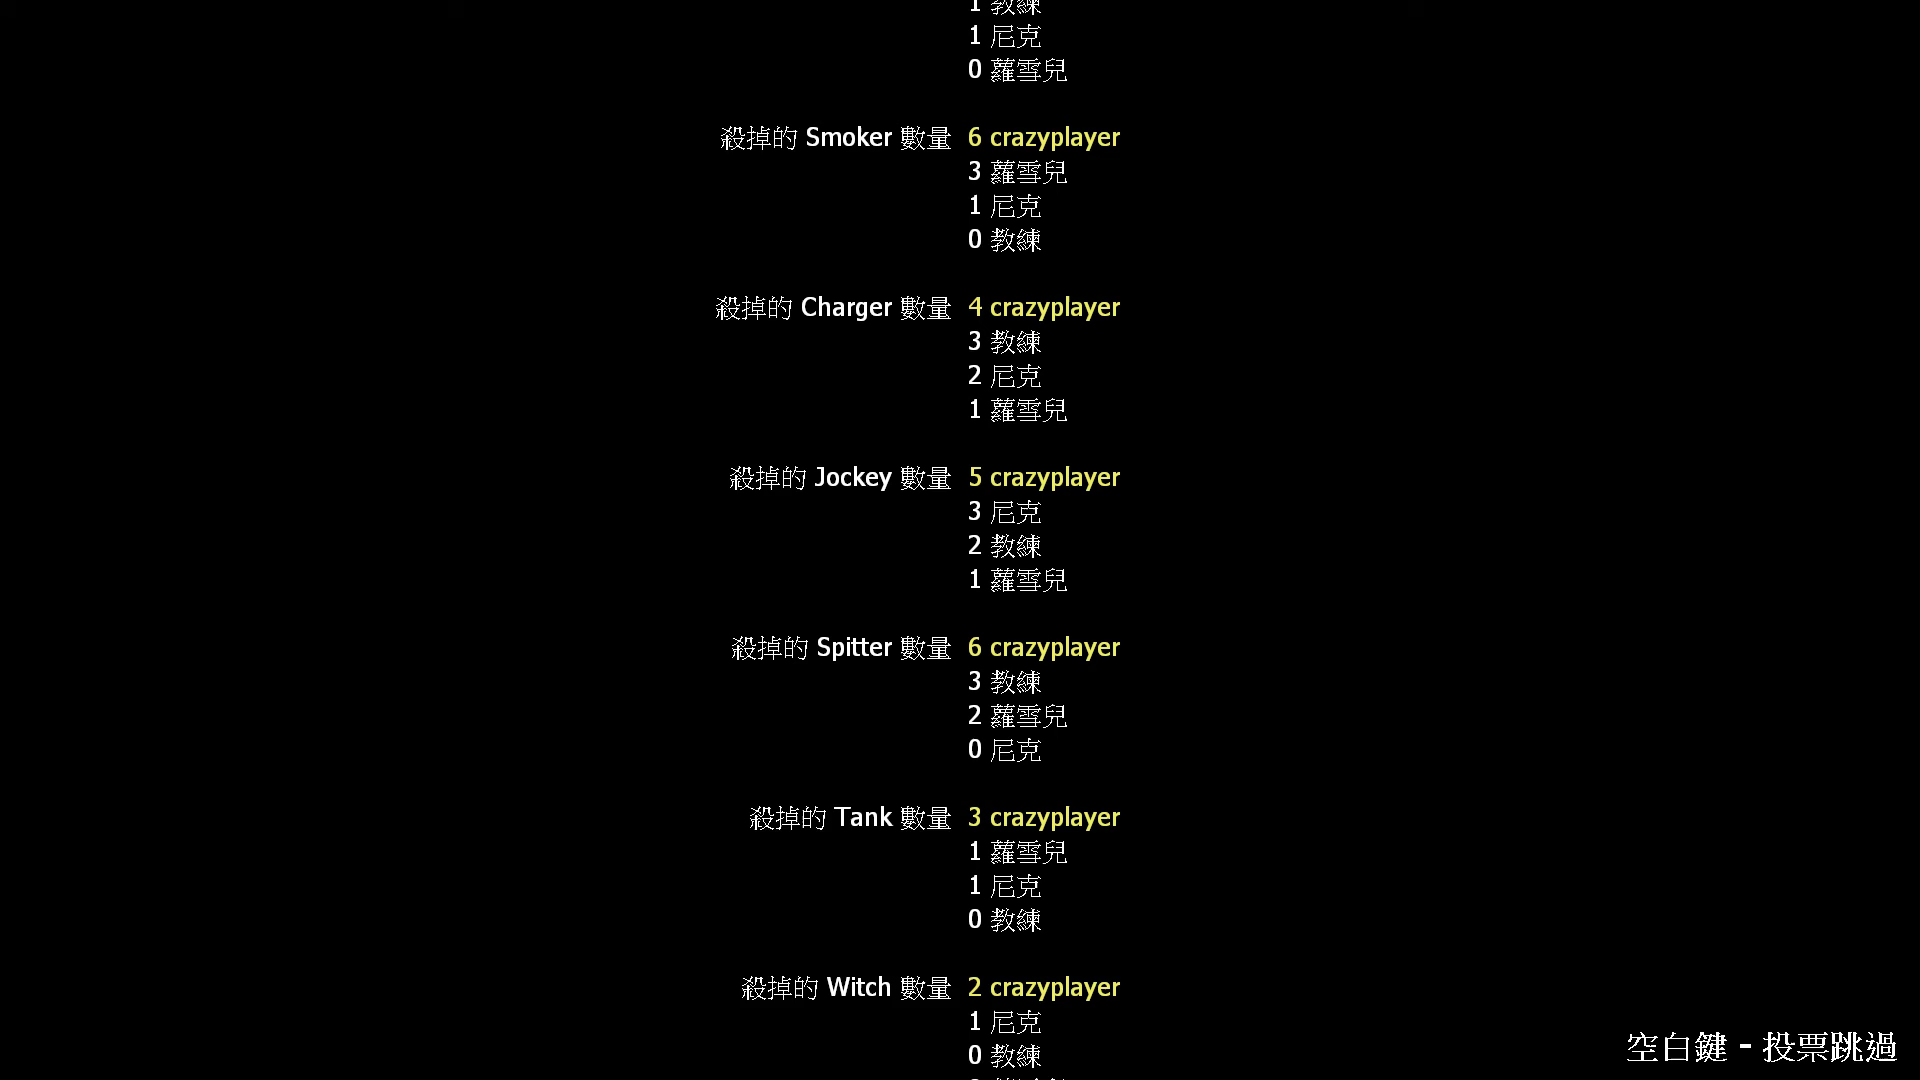 1 教練
1 尼克
0 蘿雪兒
殺掉的 Smoker 數量 6 crazyplayer
3 蘿雪兒
1 尼克
0 教練
殺掉的 Charger 數量 4 crazyplayer
3 教練
2 尼克
1 蘿雪兒
殺掉的 Jockey 數量 5 crazyplayer
3 尼克
2 教練
1 蘿雪兒
殺掉的 Spitter 數量 6 crazyplayer
3 教練
2 蘿雪兒
0 尼克
殺掉的 Tank 數量 3 crazyplayer
1 蘿雪兒
1 尼克
0 教練
殺掉的 Witch 數量 2 crazyplayer
1 尼克
0 教練
空白鍵 - 投票跳過